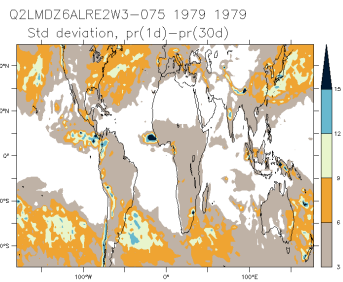 Q2LMDZ6ALRE2W3-075 1979 1979
Std deviation, pr(1d)-pr(30d)
15
12
9
6
3
0°
100°W
0°
100°E